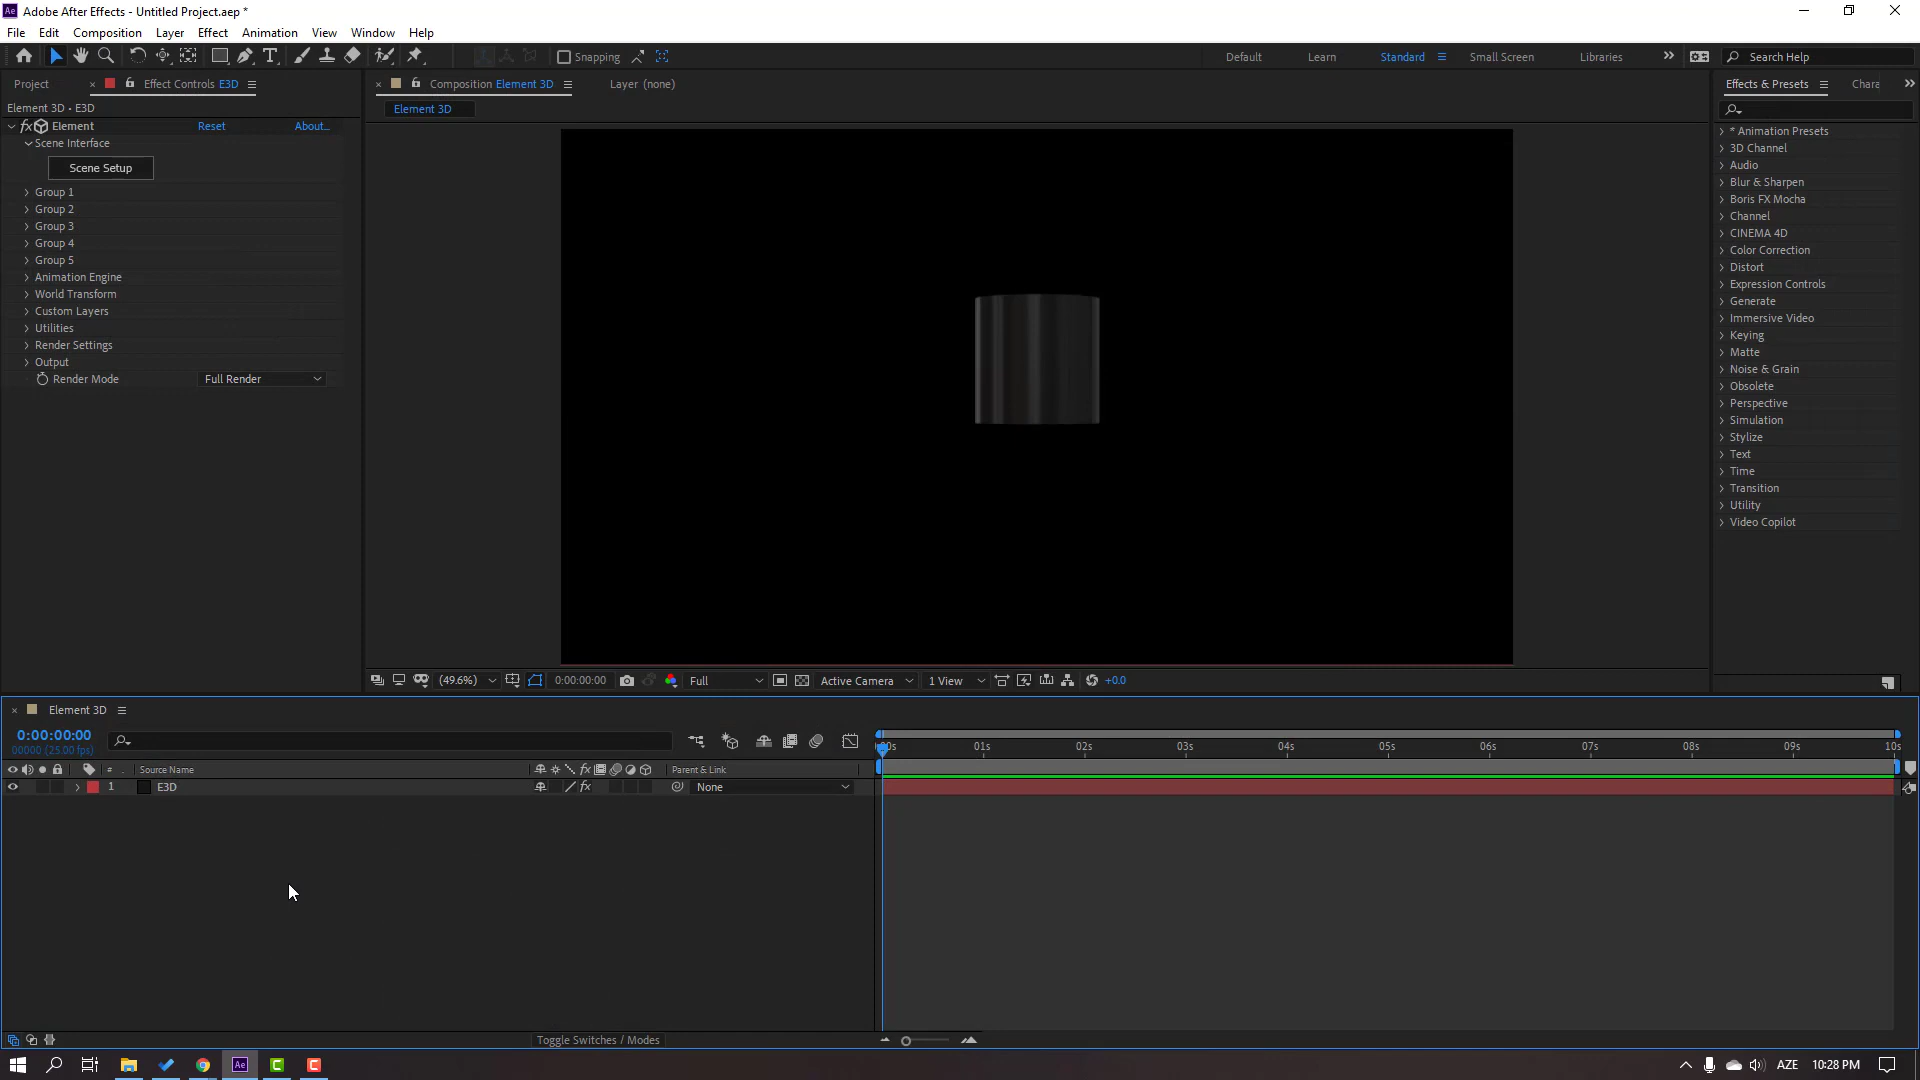 Adobe After Effects - Untitled Project.aep *
File Edit Composition Layer Effect Animation View Window Help
Snapping Default Learn Standard Small Screen Libraries Search Help
Project Effect Controls E3D Composition Element 3D Layer (none) Effects & Presets Chara
Element 3D • E3D Element 3D
Element Reset About...
Scene Interface
Scene Setup
Group 1
Group 2
Group 3
Group 4
Group 5
Animation Engine
World Transform
Custom Layers
Utilities
Render Settings
Output
Render Mode Full Render
* Animation Presets
3D Channel
Audio
Blur & Sharpen
Boris FX Mocha
Channel
CINEMA 4D
Color Correction
Distort
Expression Controls
Generate
Immersive Video
Keying
Matte
Noise & Grain
Obsolete
Perspective
Simulation
Stylize
Text
Time
Transition
Utility
Video Copilot
(49.6%) 0:00:00:00 Full Active Camera 1 View +0.0
Element 3D
0:00:00:00
00000 (25.00 fps)
01s 02s 03s 04s 05s 06s 07s 08s 09s 10s
# Source Name Parent & Link
1 E3D None
Toggle Switches / Modes
AZE 10:28 PM